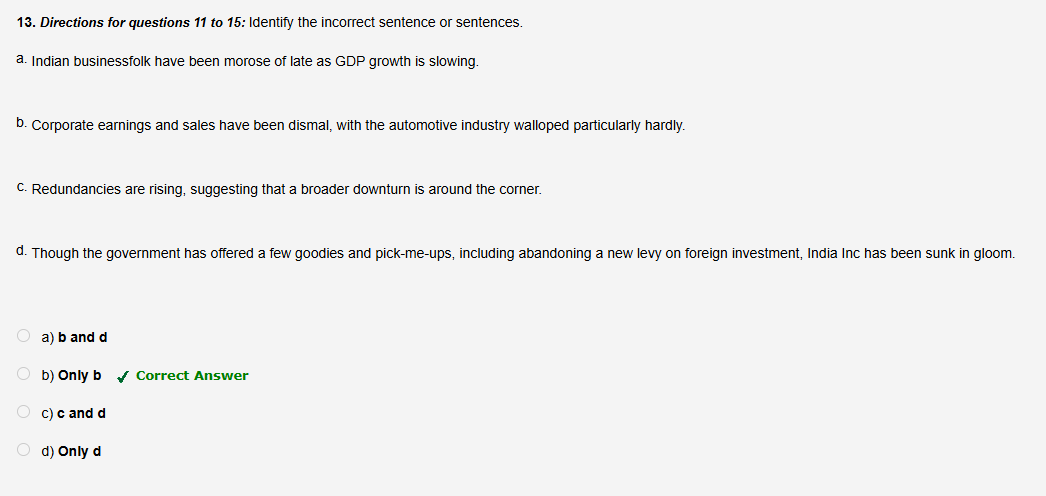 13. Directions for questions 11 to 15: Identify the incorrect sentence or sentences.
a. Indian businessfolk have been morose of late as GDP growth is slowing.
b. Corporate earnings and sales have been dismal, with the automotive industry walloped particularly hardly.
c. Redundancies are rising, suggesting that a broader downturn is around the corner.
d. Though the government has offered a few goodies and pick-me-ups, including abandoning a new levy on foreign investment, India Inc has been sunk in gloom.
a) b and d
b) Only b ✓ Correct Answer
c) c and d
d) Only d